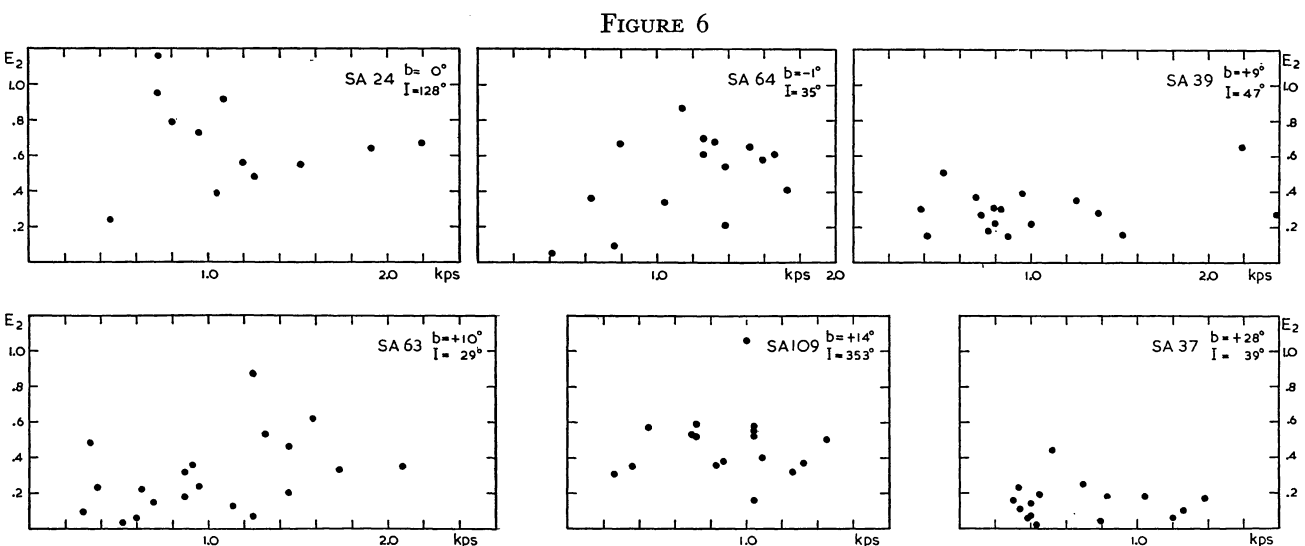 FIGURE 6
E2
1.0
.8
.6
.4
.2
SA 24 b= 0°
I=128°
1.0 2.0 kps
SA 64 b=-1°
I=35°
1.0 kps 2.0
SA 39 b=+9°
I=47°
E2
1.0
.8
.6
.4
.2
1.0 2.0 kps
E2
1.0
.8
.6
.4
.2
SA 63 b=+10°
I= 29°
1.0 2.0 kps
SA109 b=+14°
I=353°
1.0 kps
SA 37 b=+28°
I= 39°
E2
1.0
.8
.6
.4
.2
1.0 kps